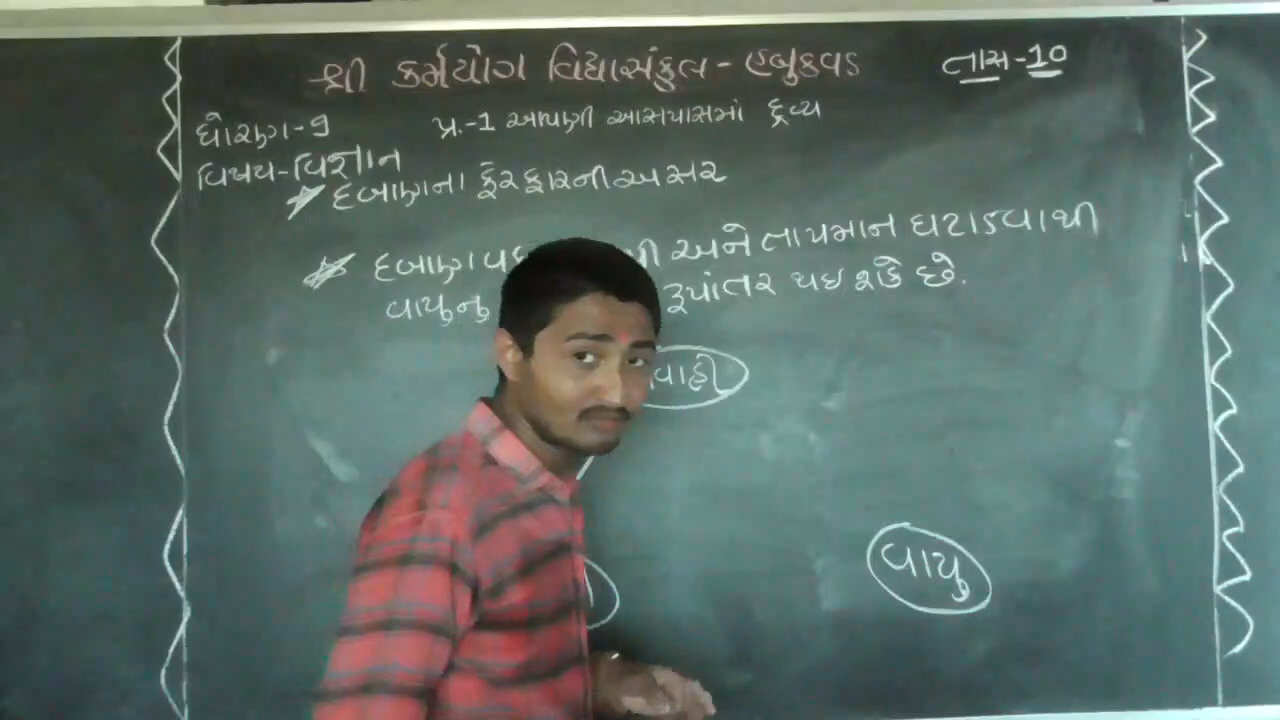 શ્રી કર્મયોગ વિદ્યાસંકુલ - હબુકવડ
તાસ-10
ધોરણ-9
પ્ર.-1 આપણી આસપાસમાં દ્રવ્ય
વિષય-વિજ્ઞાન
દબાણના ફેરફારની અસર
દબાણ અને તાપમાન ઘટાડવાથી
વાયુનુ રૂપાંતર થઇ શકે છે.
વાયુ